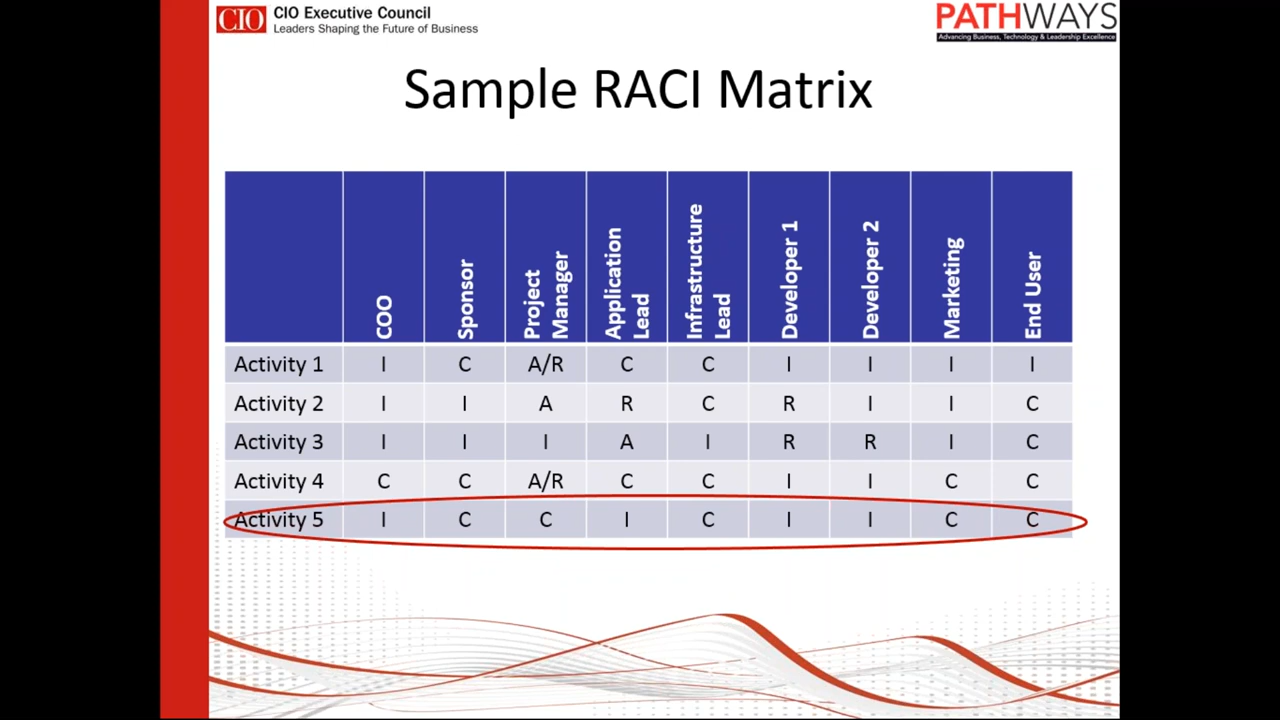 CIO
CIO Executive Council
Leaders Shaping the Future of Business
PATHWAYS
Advancing Business, Technology & Leadership Excellence
Sample RACI Matrix
COO Sponsor Project Manager Application Lead Infrastructure Lead Developer 1 Developer 2 Marketing End User
Activity 1 I C A/R C C I I I I
Activity 2 I I A R C R I I C
Activity 3 I I I A I R R I C
Activity 4 C C A/R C C I I C C
Activity 5 I C C I C I I C C